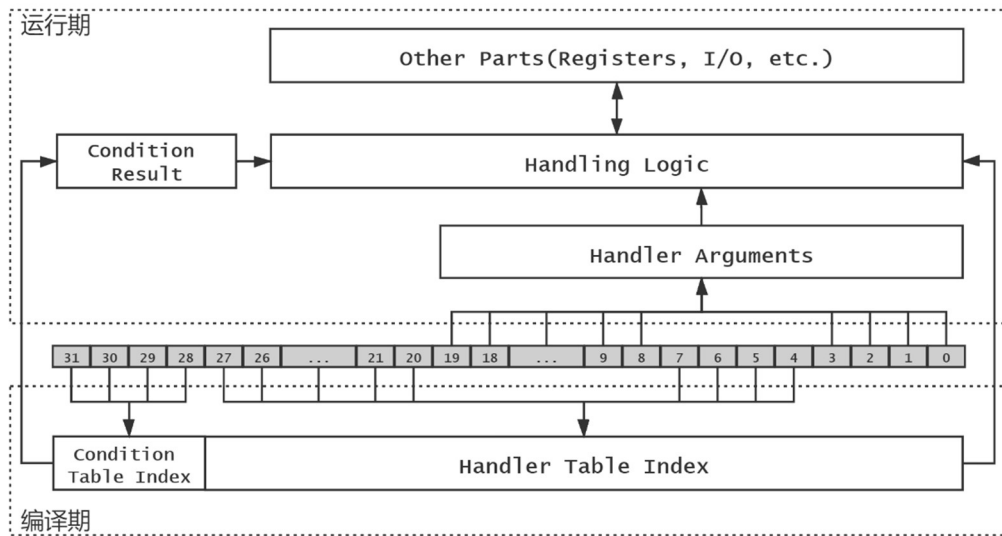 运行期
Other Parts(Registers, I/O, etc.)
Condition
Result
Handling Logic
Handler Arguments
31 30 29 28 27 26 ... 21 20 19 18 ... 9 8 7 6 5 4 3 2 1 0
Condition
Table Index
Handler Table Index
编译期